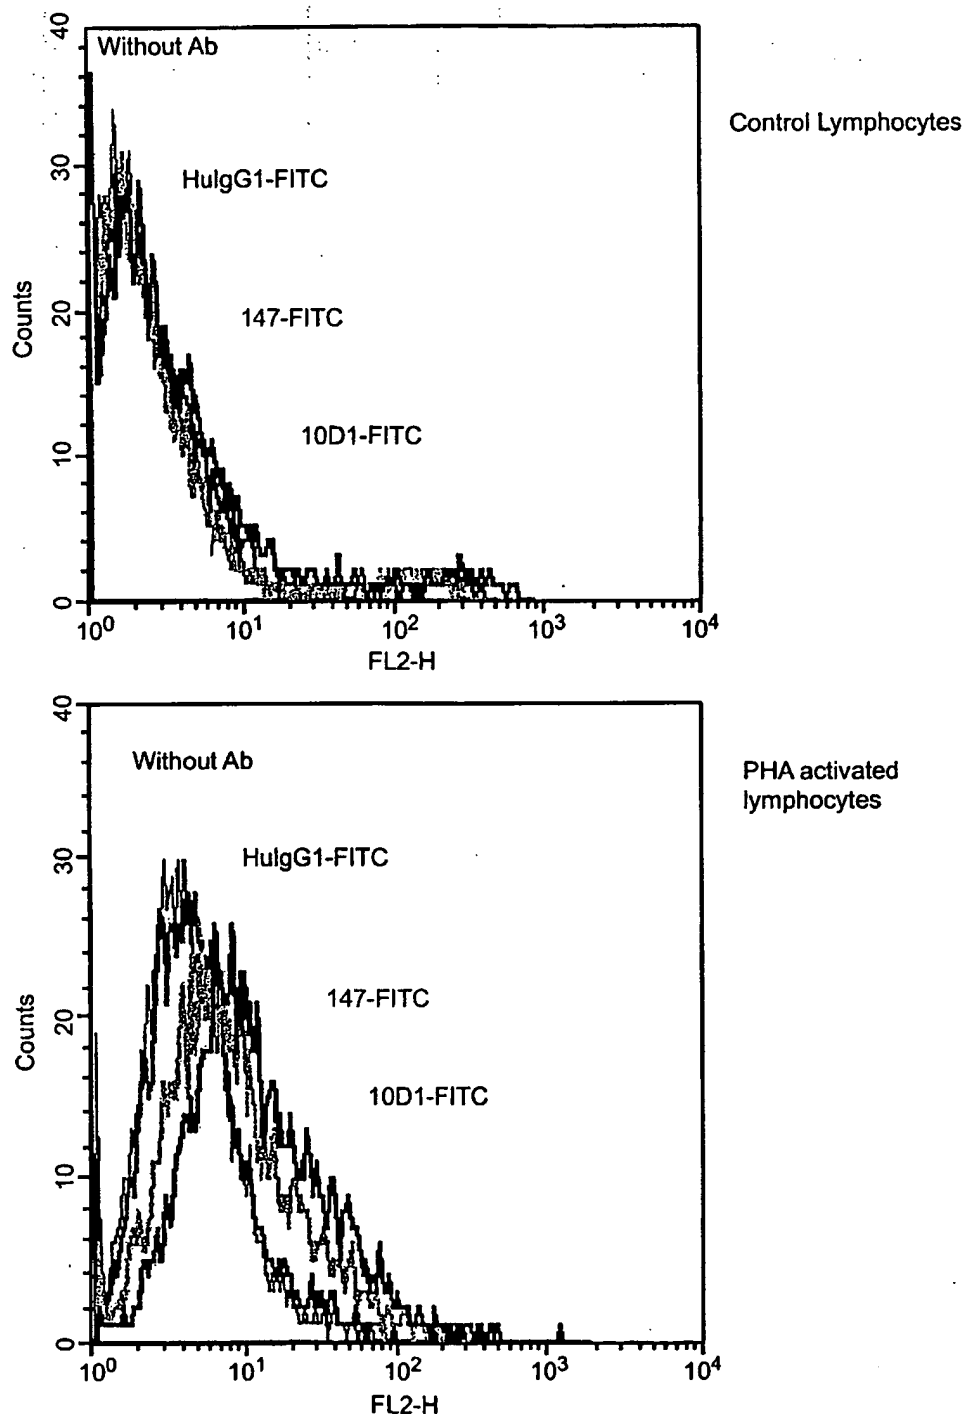 40
30
20
10
0
Counts
Without Ab
HuIgG1-FITC
147-FITC
10D1-FITC
Control Lymphocytes
10⁰ 10¹ 10² 10³ 10⁴
FL2-H
40
30
20
10
0
Counts
Without Ab
HuIgG1-FITC
147-FITC
10D1-FITC
PHA activated
lymphocytes
10⁰ 10¹ 10² 10³ 10⁴
FL2-H